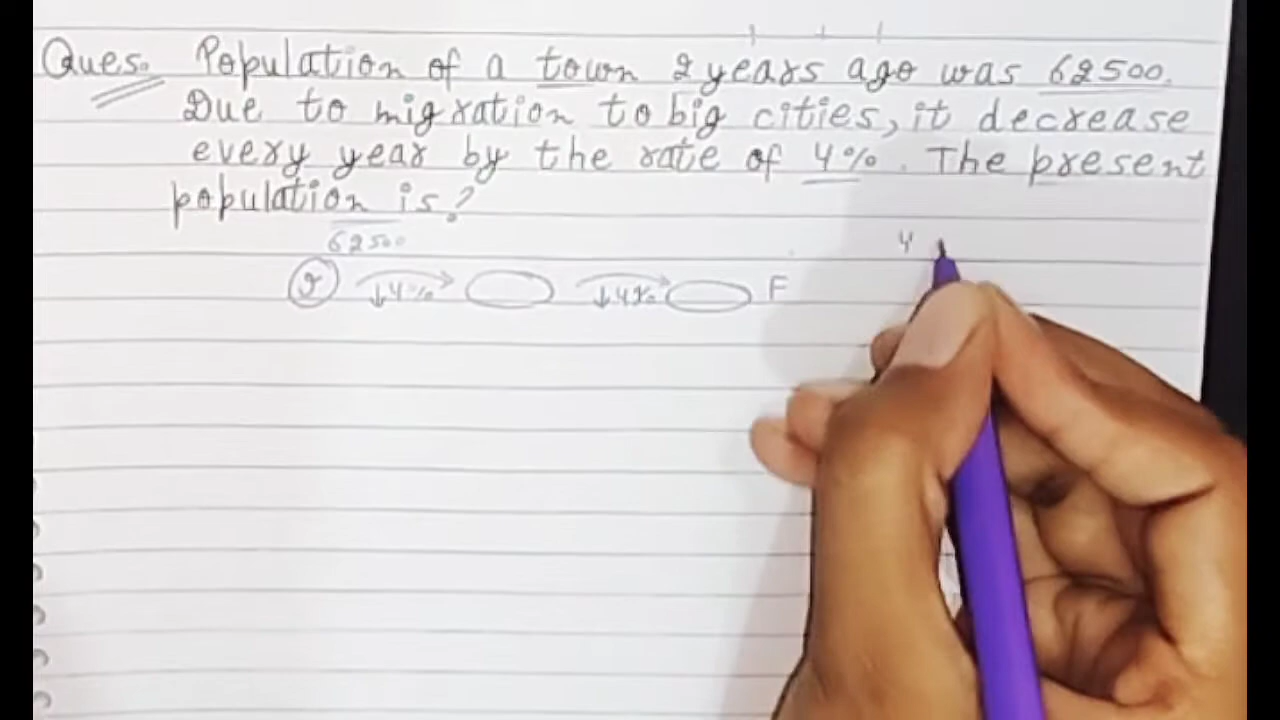 Ques. Population of a town 2 years ago was 62500.
Due to migration to big cities, it decrease
every year by the rate of 4%. The present
population is?
62500 4
I ↓4% ↓4% F